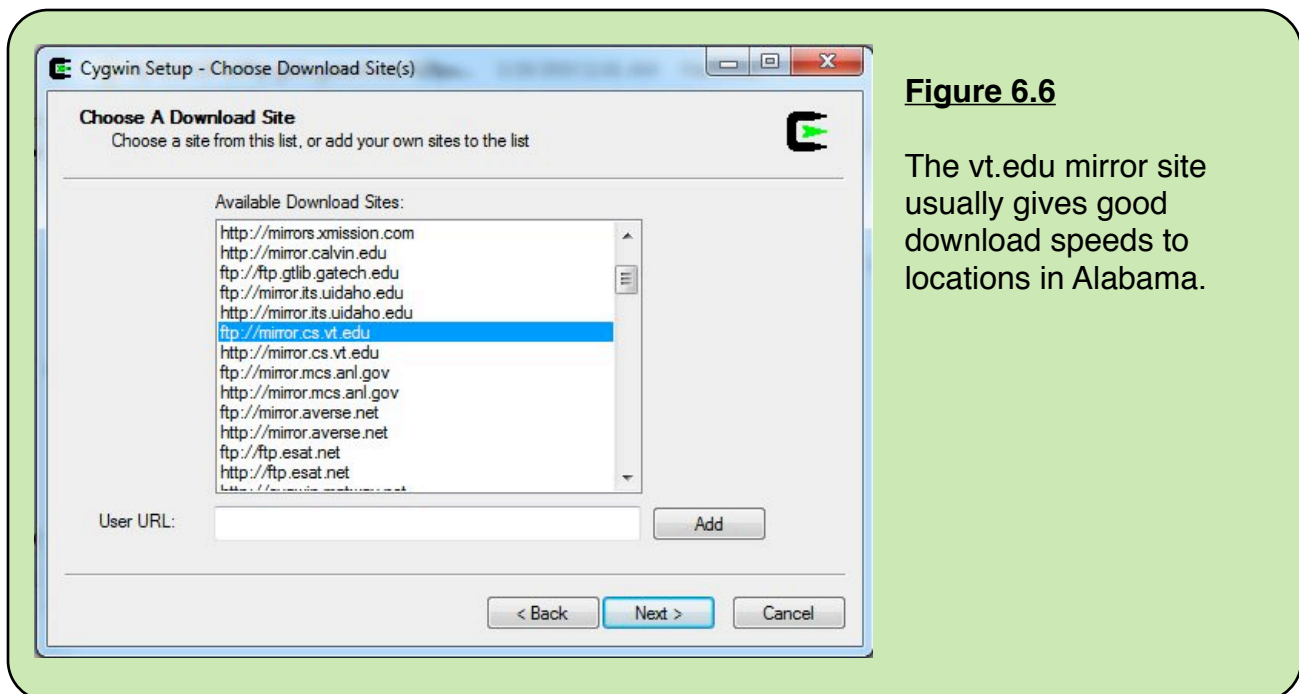 Cygwin Setup - Choose Download Site(s)
Choose A Download Site
Choose a site from this list, or add your own sites to the list
Available Download Sites:
http://mirrors.xmission.com
http://mirror.calvin.edu
ftp://ftp.gtlib.gatech.edu
ftp://mirror.its.uidaho.edu
http://mirror.its.uidaho.edu
ftp://mirror.cs.vt.edu
http://mirror.cs.vt.edu
ftp://mirror.mcs.anl.gov
http://mirror.mcs.anl.gov
ftp://mirror.averse.net
http://mirror.averse.net
ftp://ftp.esat.net
http://ftp.esat.net
User URL:
Add
< Back
Next >
Cancel
Figure 6.6
The vt.edu mirror site
usually gives good
download speeds to
locations in Alabama.